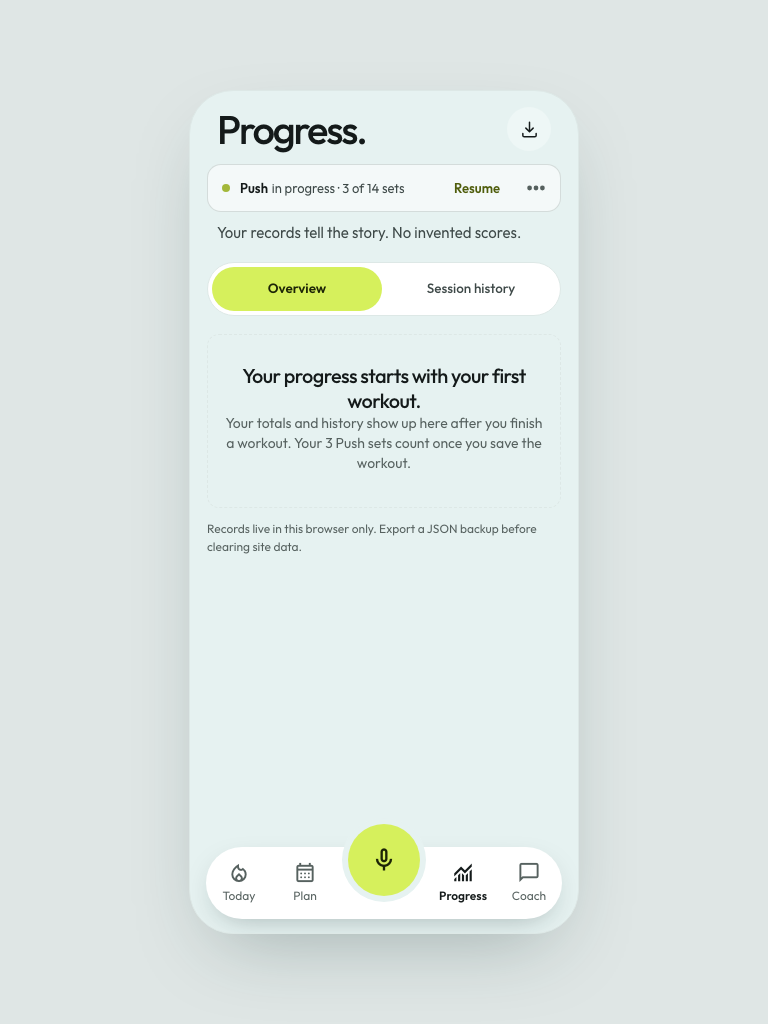 Progress.
Push in progress · 3 of 14 sets Resume •••
Your records tell the story. No invented scores.
Overview Session history
Your progress starts with your first
workout.
Your totals and history show up here after you finish
a workout. Your 3 Push sets count once you save the
workout.
Records live in this browser only. Export a JSON backup before
clearing site data.
Today Plan Progress Coach